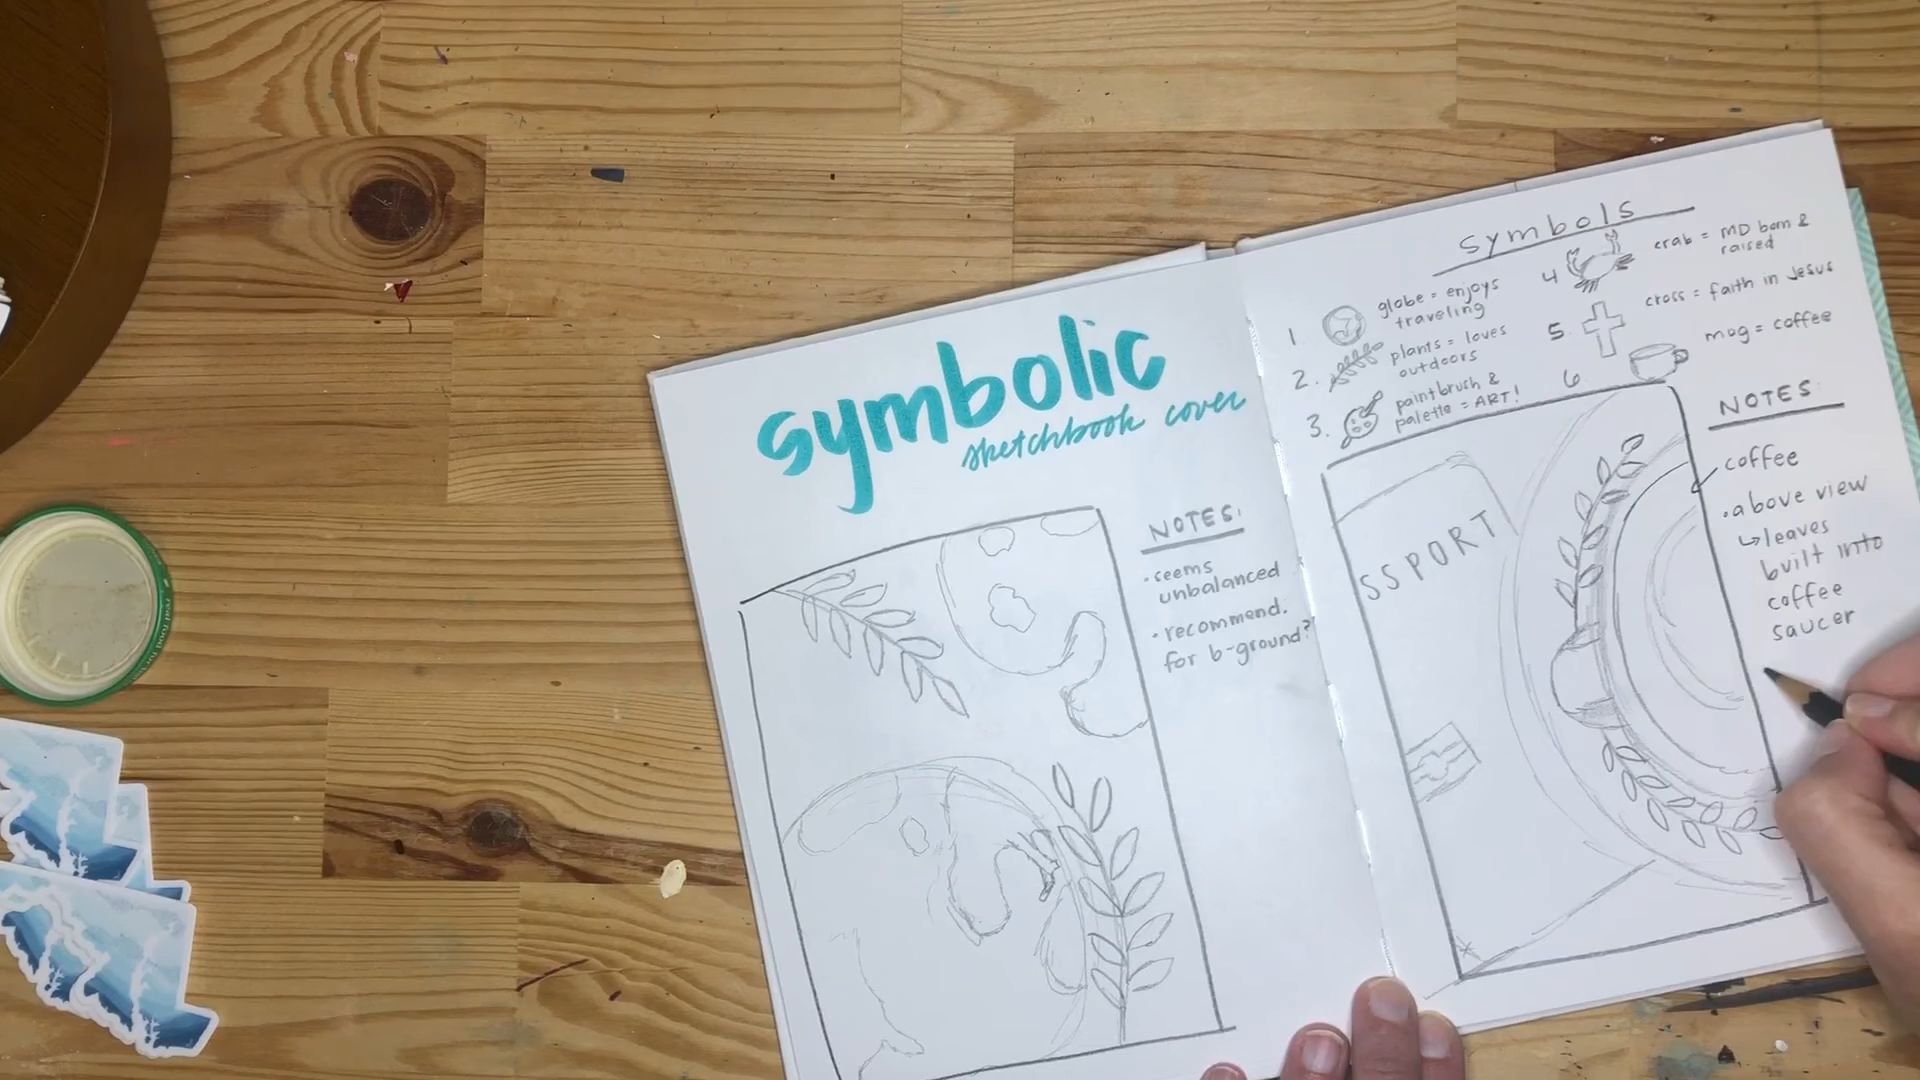 symbolic
sketchbook cover
NOTES:
· seems
unbalanced
· recommend.
for b-ground?
symbols
1.
globe = enjoys
traveling
2.
plants = loves
outdoors
3.
paintbrush &
palette = ART!
4
crab = MD born &
raised
5.
cross = faith in Jesus
6
mug = coffee
SSPORT
NOTES:
coffee
· above view
↳ leaves
built into
coffee
saucer